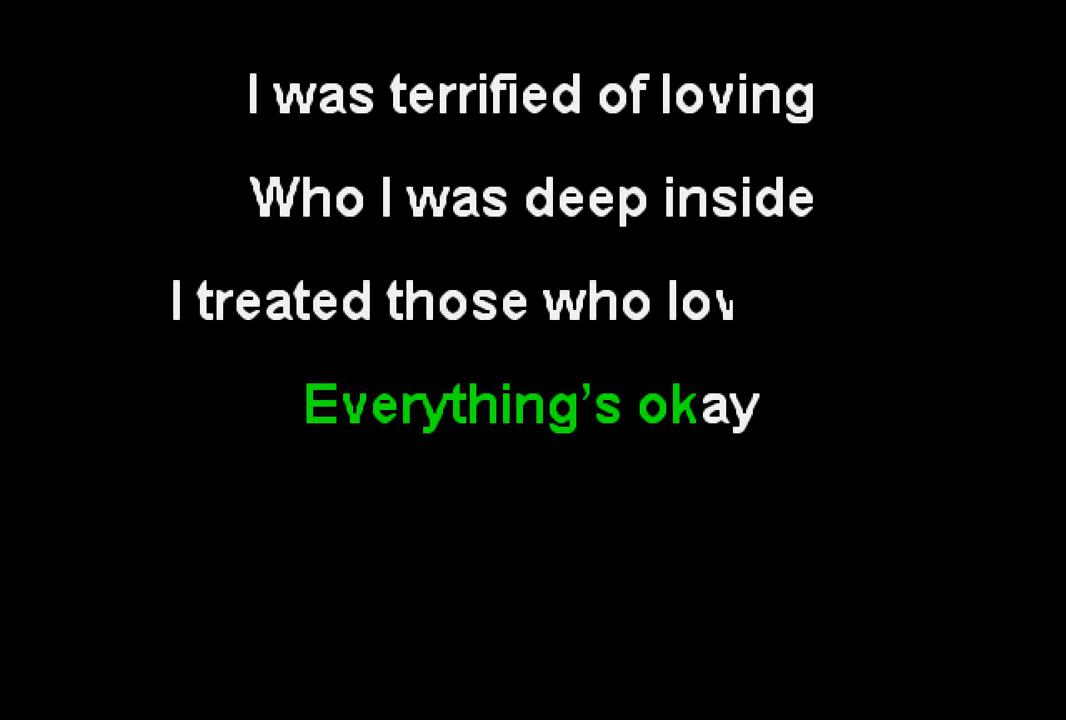 I was terrified of loving
Who I was deep inside
I treated those who lov
Everything's okay